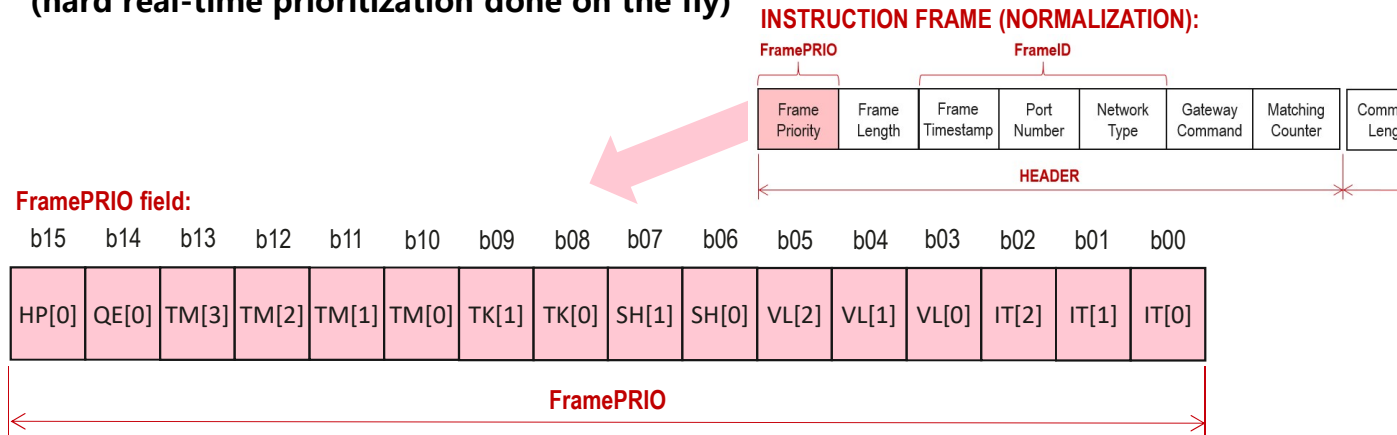 (hard real-time prioritization done on the fly)
INSTRUCTION FRAME (NORMALIZATION):
FramePRIO FrameID
Frame Priority Frame Length Frame Timestamp Port Number Network Type Gateway Command Matching Counter
HEADER
FramePRIO field:
b15 b14 b13 b12 b11 b10 b09 b08 b07 b06 b05 b04 b03 b02 b01 b00
HP[0] QE[0] TM[3] TM[2] TM[1] TM[0] TK[1] TK[0] SH[1] SH[0] VL[2] VL[1] VL[0] IT[2] IT[1] IT[0]
FramePRIO